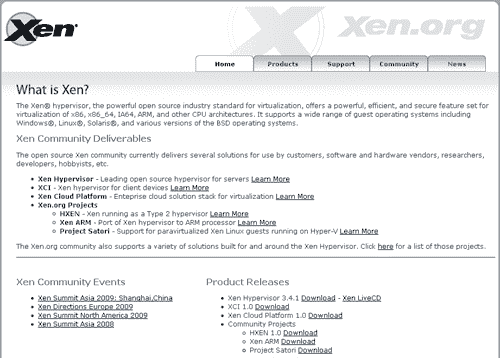 Xen®
Xen.org
Home
Products
Support
Community
News
What is Xen?
The Xen® hypervisor, the powerful open source industry standard for virtualization, offers a powerful, efficient, and secure feature set for
virtualization of x86, x86_64, IA64, ARM, and other CPU architectures. It supports a wide range of guest operating systems including
Windows®, Linux®, Solaris®, and various versions of the BSD operating systems.
Xen Community Deliverables
The open source Xen community currently delivers several solutions for use by customers, software and hardware vendors, researchers,
developers, hobbyists, etc.
• Xen Hypervisor - Leading open source hypervisor for servers Learn More
• XCI - Xen hypervisor for client devices Learn More
• Xen Cloud Platform - Enteprise cloud solution stack for virtualization Learn More
• Xen.org Projects
○ HXEN - Xen running as a Type 2 hypervisor Learn More
○ Xen ARM - Port of Xen hypervisor to ARM processor Learn More
○ Project Satori - Support for paravirtualized Xen Linux guests running on Hyper-V Learn More
The Xen.org community also supports a variety of solutions built for and around the Xen Hypervisor. Click here for a list of those projects.
Xen Community Events
• Xen Summit Asia 2009; Shanghai,China
• Xen Directions Europe 2009
• Xen Summit North America 2009
• Xen Summit Asia 2008
Product Releases
• Xen Hypervisor 3.4.1 Download - Xen LiveCD
• XCI 1.0 Download
• Xen Cloud Platform 1.0 Download
• Community Projects
○ HXEN 1.0 Download
○ Xen ARM Download
○ Project Satori Download